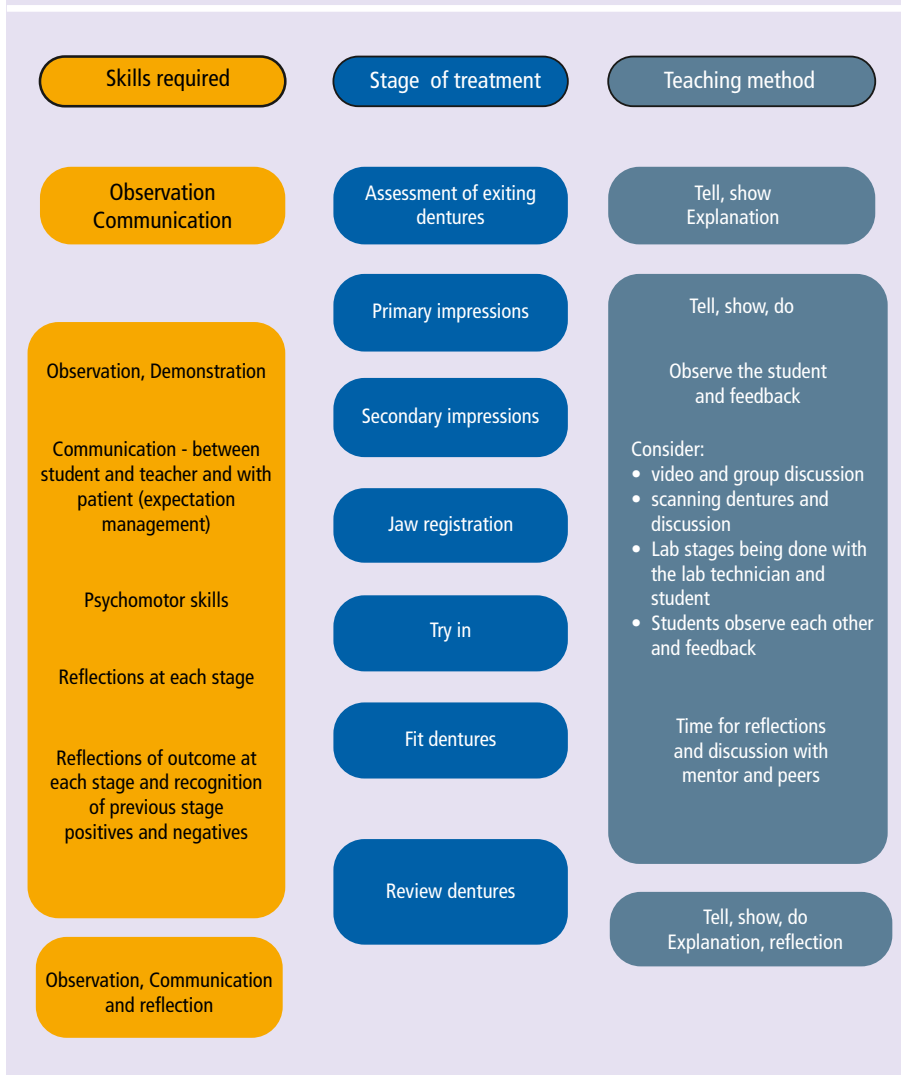 Skills required
Stage of treatment
Teaching method
Observation
Communication
Assessment of exiting
dentures
Tell, show
Explanation
Observation, Demonstration
Communication - between
student and teacher and with
patient (expectation
management)
Psychomotor skills
Reflections at each stage
Reflections of outcome at
each stage and recognition
of previous stage
positives and negatives
Primary impressions
Secondary impressions
Jaw registration
Try in
Fit dentures
Tell, show, do
Observe the student
and feedback
Consider:
• video and group discussion
• scanning dentures and
discussion
• Lab stages being done with
the lab technician and
student
• Students observe each other
and feedback
Time for reflections
and discussion with
mentor and peers
Observation, Communication
and reflection
Review dentures
Tell, show, do
Explanation, reflection